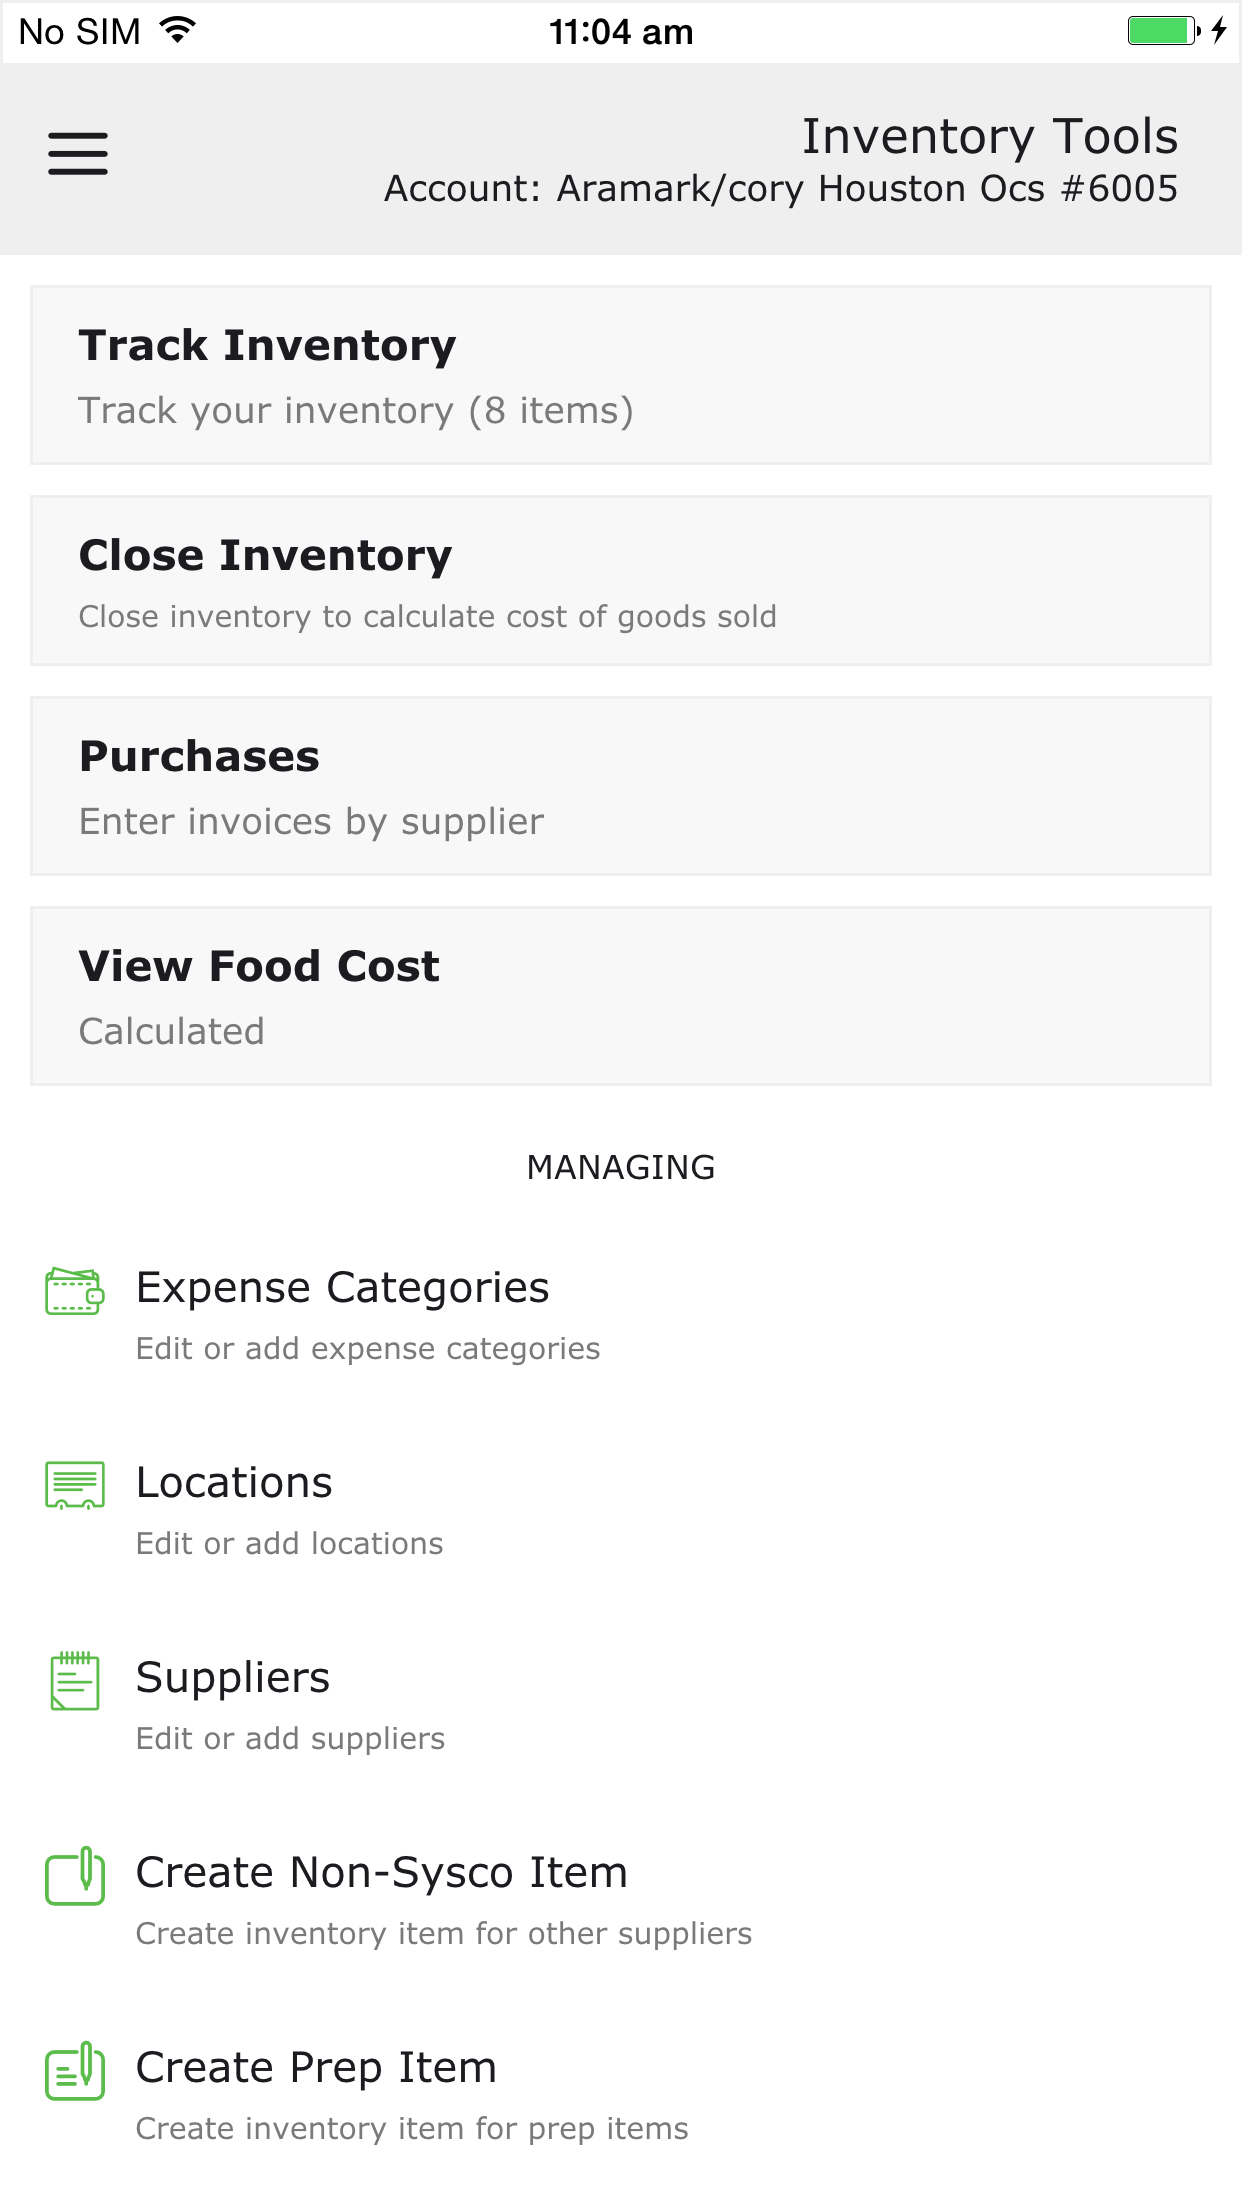 No SIM
11:04 am
Inventory Tools
Account: Aramark/cory Houston Ocs #6005
Track Inventory
Track your inventory (8 items)
Close Inventory
Close inventory to calculate cost of goods sold
Purchases
Enter invoices by supplier
View Food Cost
Calculated
MANAGING
Expense Categories
Edit or add expense categories
Locations
Edit or add locations
Suppliers
Edit or add suppliers
Create Non-Sysco Item
Create inventory item for other suppliers
Create Prep Item
Create inventory item for prep items